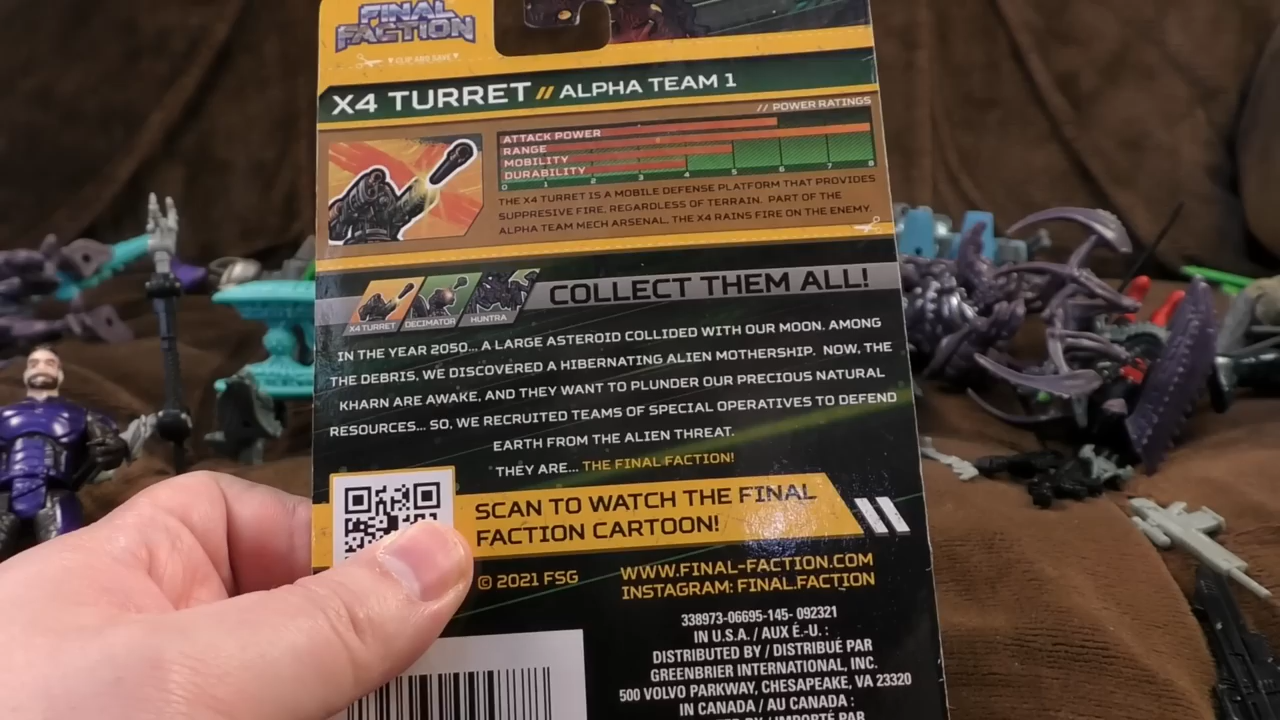 FINAL
FACTION
CLIP AND SAVE
X4 TURRET // ALPHA TEAM 1
// POWER RATINGS
ATTACK POWER
RANGE
MOBILITY
DURABILITY
0 1 2 3 4 5 6 7 8
THE X4 TURRET IS A MOBILE DEFENSE PLATFORM THAT PROVIDES
SUPPRESIVE FIRE, REGARDLESS OF TERRAIN. PART OF THE
ALPHA TEAM MECH ARSENAL, THE X4 RAINS FIRE ON THE ENEMY.
X4 TURRET DECIMATOR HUNTRA
COLLECT THEM ALL!
IN THE YEAR 2050... A LARGE ASTEROID COLLIDED WITH OUR MOON. AMONG
THE DEBRIS, WE DISCOVERED A HIBERNATING ALIEN MOTHERSHIP. NOW, THE
KHARN ARE AWAKE, AND THEY WANT TO PLUNDER OUR PRECIOUS NATURAL
RESOURCES... SO, WE RECRUITED TEAMS OF SPECIAL OPERATIVES TO DEFEND
EARTH FROM THE ALIEN THREAT.
THEY ARE... THE FINAL FACTION!
SCAN TO WATCH THE FINAL
FACTION CARTOON!
© 2021 FSG
WWW.FINAL-FACTION.COM
INSTAGRAM: FINAL.FACTION
338973-06695-145- 092321
IN U.S.A. / AUX É.-U. :
DISTRIBUTED BY / DISTRIBUÉ PAR
GREENBRIER INTERNATIONAL, INC.
500 VOLVO PARKWAY, CHESAPEAKE, VA 23320
IN CANADA / AU CANADA :
BY / IMPORTÉ PAR